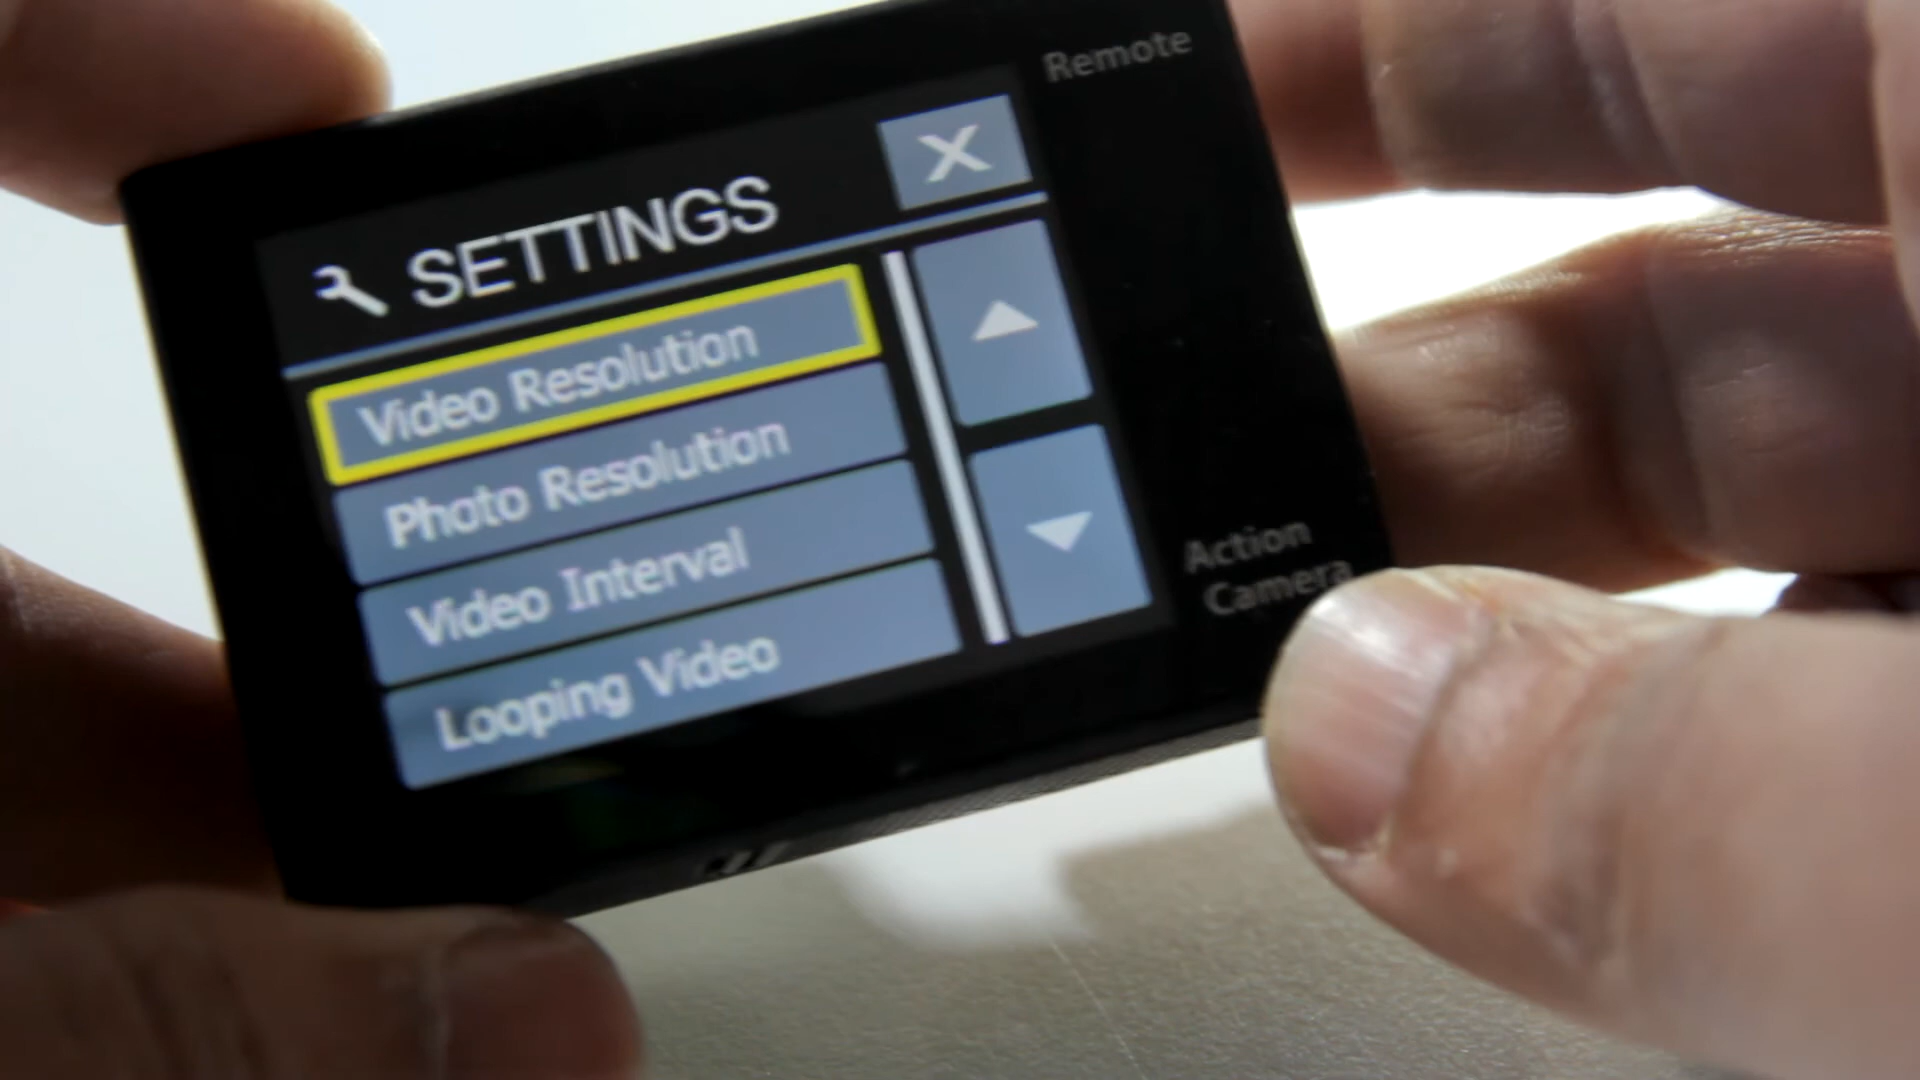 Remote
X
SETTINGS
Video Resolution
Photo Resolution
Video Interval
Looping Video
Action
Camera